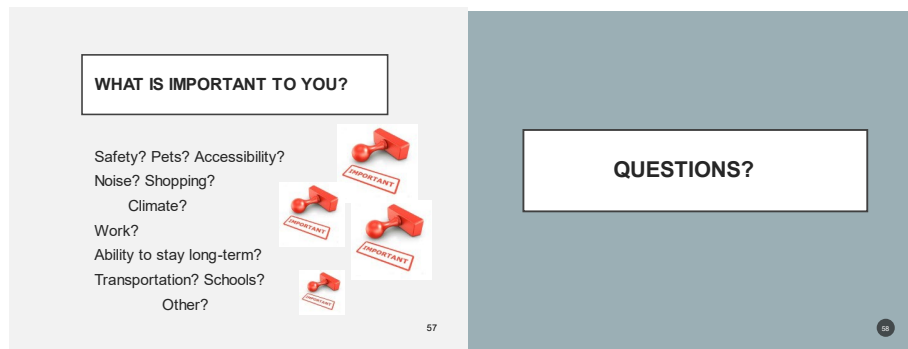 WHAT IS IMPORTANT TO YOU?
Safety? Pets? Accessibility?
Noise? Shopping?
Climate?
Work?
Ability to stay long-term?
Transportation? Schools?
Other?
IMPORTANT
IMPORTANT
IMPORTANT
IMPORTANT
57
QUESTIONS?
58